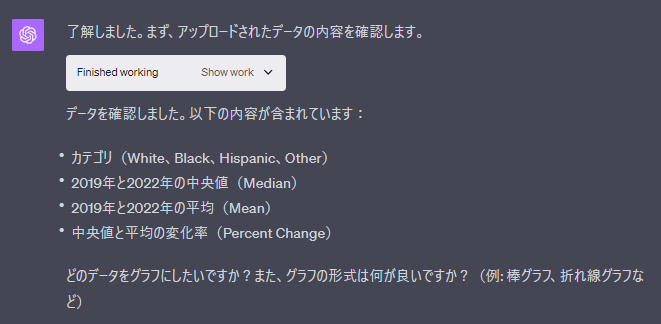 了解しました。まず、アップロードされたデータの内容を確認します。
Finished working Show work
データを確認しました。以下の内容が含まれています：
• カテゴリ（White、Black、Hispanic、Other）
• 2019年と2022年の中央値（Median）
• 2019年と2022年の平均（Mean）
• 中央値と平均の変化率（Percent Change）
どのデータをグラフにしたいですか？また、グラフの形式は何が良いですか？（例: 棒グラフ、折れ線グラフな
ど）